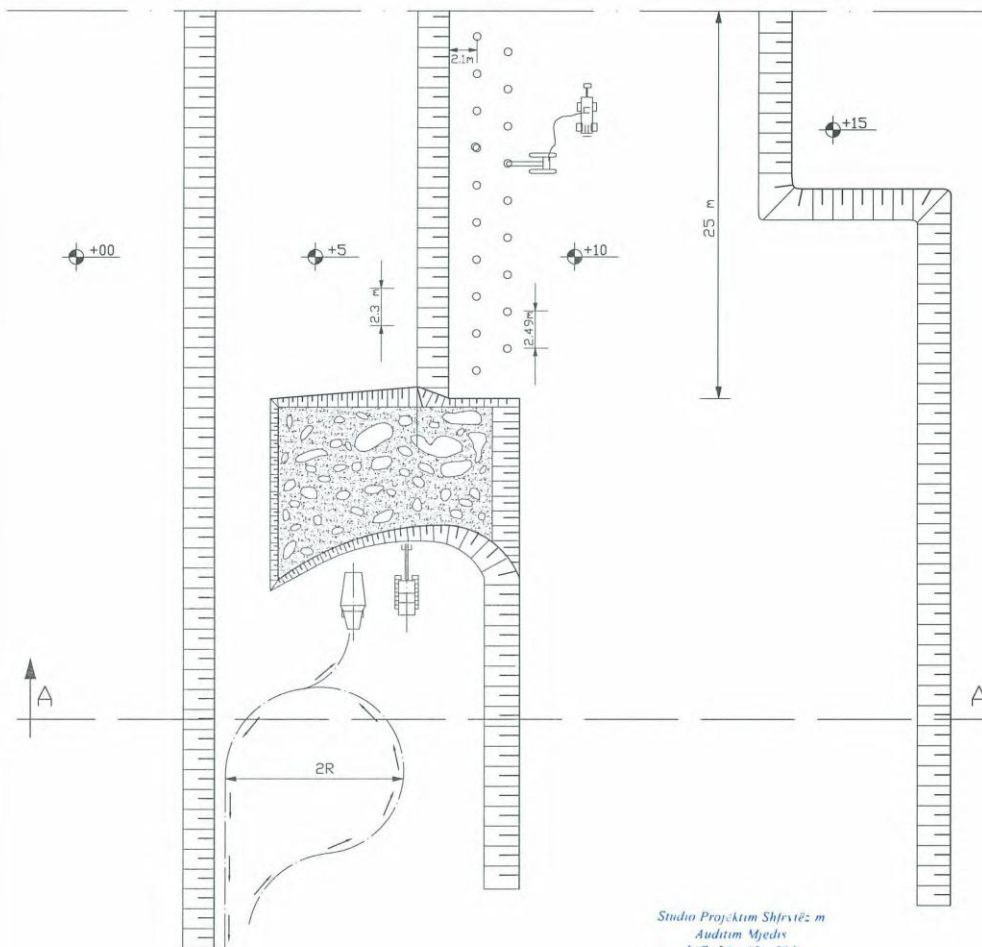 2.1m
+15
25 m
+00
+5
+10
2.3 m
2.49m
A
A
2R
Studio Projektim Shfrytëz m
Auditim Mjedis